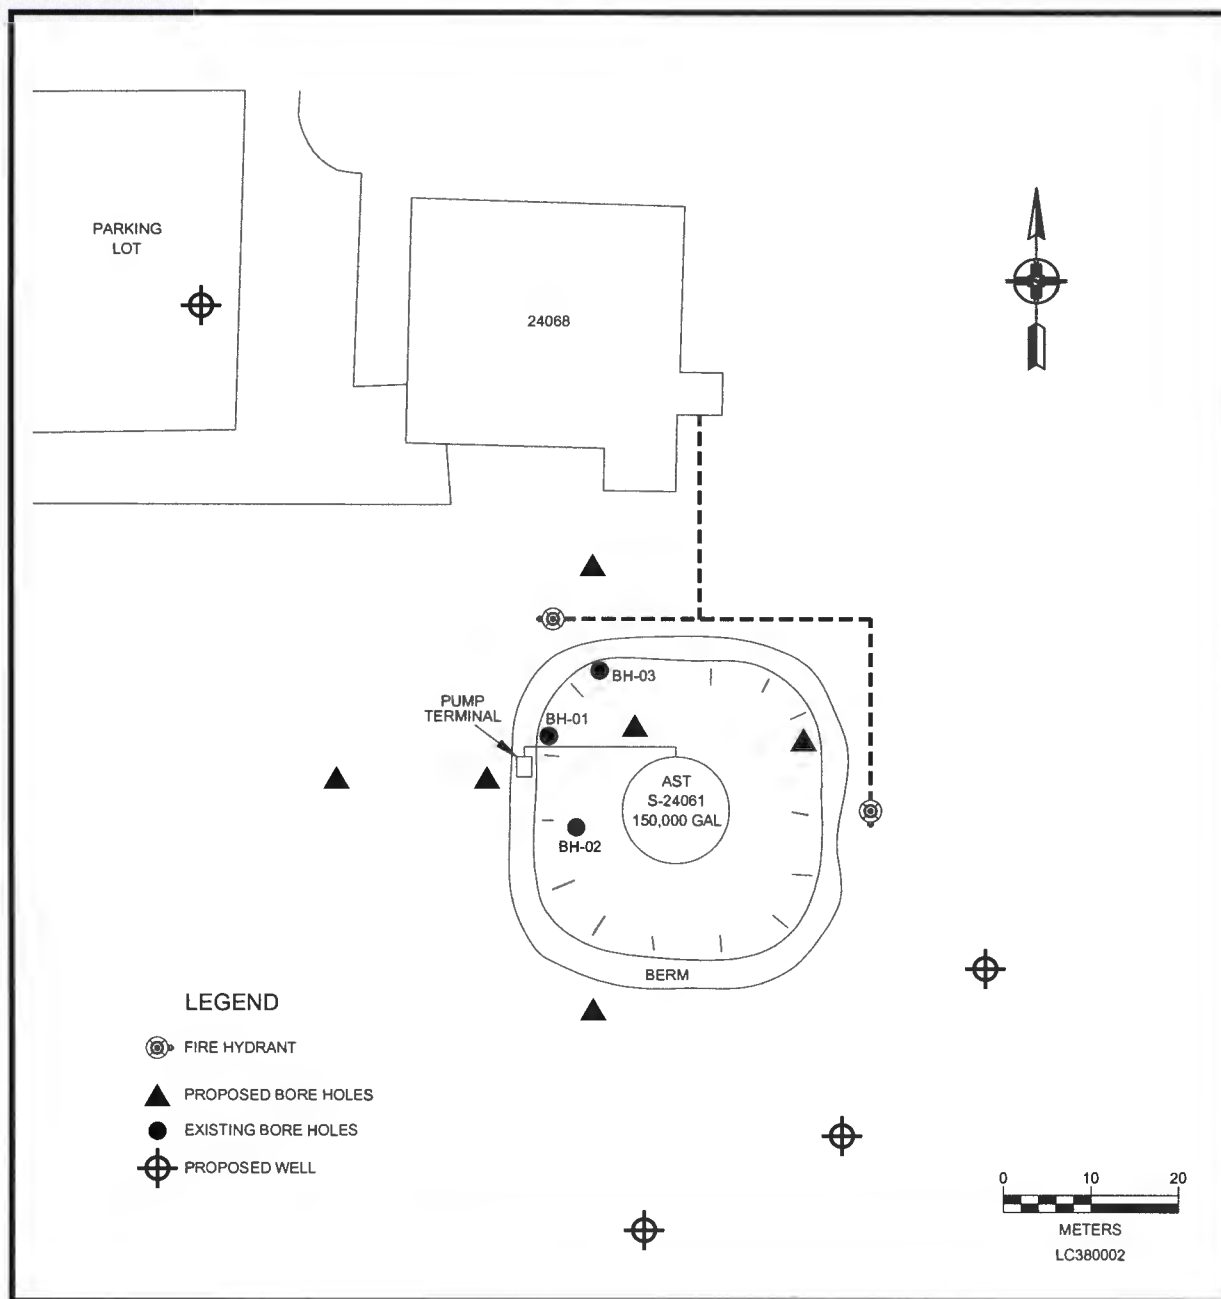 PARKING
LOT
24068
BH-03
PUMP
TERMINAL
BH-01
AST
S-24061
150,000 GAL
BH-02
BERM
LEGEND
FIRE HYDRANT
PROPOSED BORE HOLES
EXISTING BORE HOLES
PROPOSED WELL
0 10 20
METERS
LC380002